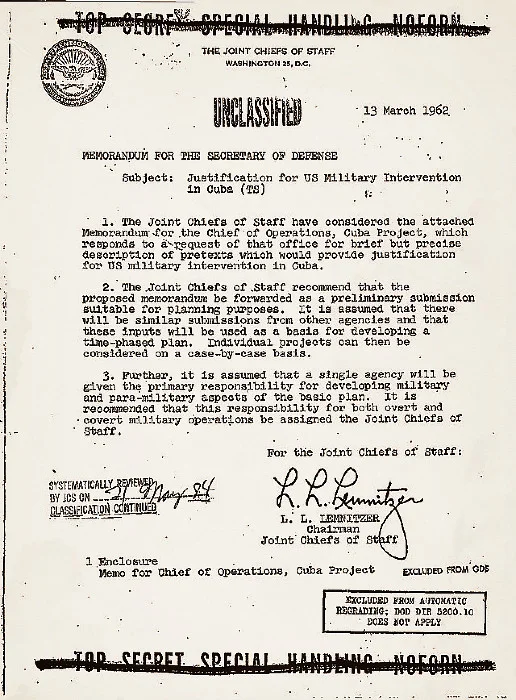 TOP SECRET SPECIAL HANDLING NOFORN
THE JOINT CHIEFS OF STAFF
WASHINGTON 25, D.C.
UNCLASSIFIED
13 March 1962
MEMORANDUM FOR THE SECRETARY OF DEFENSE
Subject: Justification for US Military Intervention
in Cuba (TS)
1. The Joint Chiefs of Staff have considered the attached
Memorandum for the Chief of Operations, Cuba Project, which
responds to a request of that office for brief but precise
description of pretexts which would provide justification
for US military intervention in Cuba.
2. The Joint Chiefs of Staff recommend that the
proposed memorandum be forwarded as a preliminary submission
suitable for planning purposes. It is assumed that there
will be similar submissions from other agencies and that
these inputs will be used as a basis for developing a
time-phased plan. Individual projects can then be
considered on a case-by-case basis.
3. Further, it is assumed that a single agency will be
given the primary responsibility for developing military
and para-military aspects of the basic plan. It is
recommended that this responsibility for both overt and
covert military operations be assigned the Joint Chiefs of
Staff.
For the Joint Chiefs of Staff:
SYSTEMATICALLY REVIEWED
BY JCS ON 21 May 84
CLASSIFICATION CONTINUED
L. L. Lemnitzer
L. L. LEMNITZER
Chairman
Joint Chiefs of Staff
1 Enclosure
Memo for Chief of Operations, Cuba Project
EXCLUDED FROM GDS
EXCLUDED FROM AUTOMATIC
REGRADING; DOD DIR 5200.10
DOES NOT APPLY
TOP SECRET SPECIAL HANDLING NOFORN